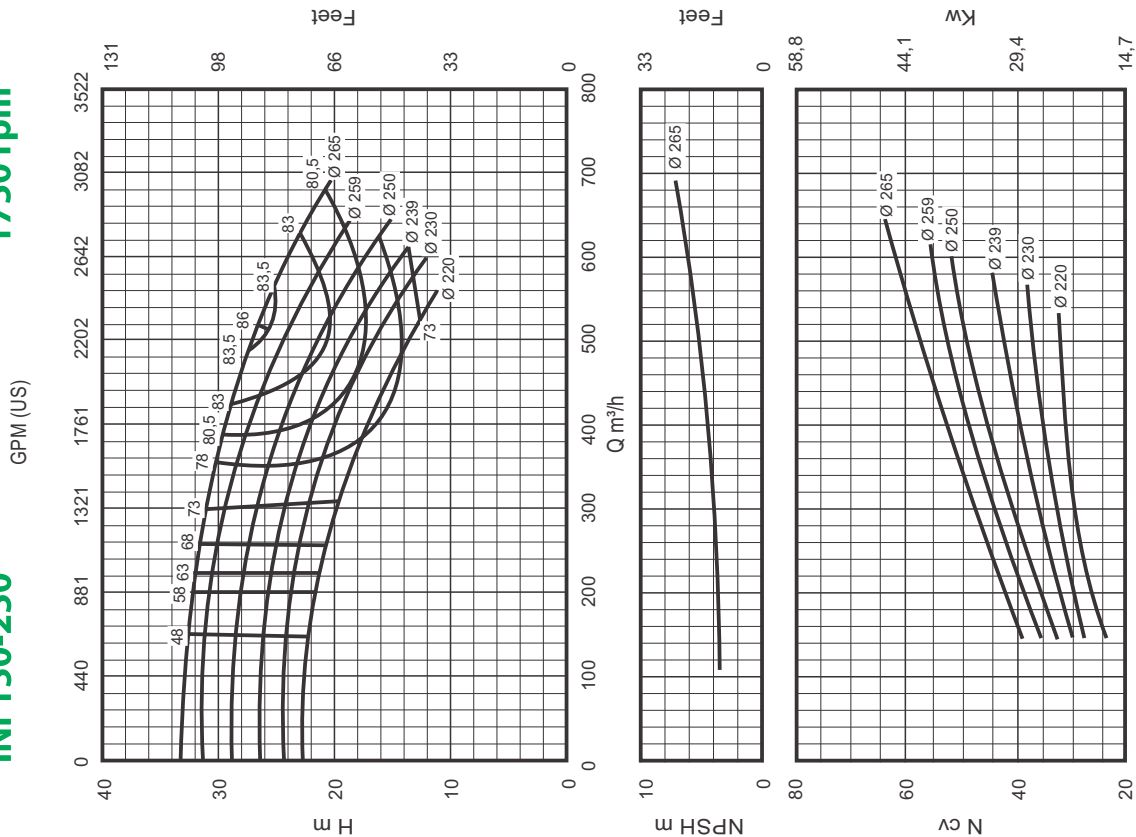 150-250
1750 rpm
GPM (US)
0 440 881 1321 1761 2202 2642 3082 3522
40
30
20
10
0
H m
131
98
66
33
0
Feet
48
58
63
68
73
78
80,5
83
83,5
86
83,5
83
80,5
73
Ø 265
Ø 259
Ø 250
Ø 239
Ø 230
Ø 220
0 100 200 300 400 500 600 700 800
Q m³/h
10
0
NPSH m
33
0
Feet
Ø 265
80
60
40
20
N cv
58,8
44,1
29,4
14,7
Kw
Ø 265
Ø 259
Ø 250
Ø 239
Ø 230
Ø 220